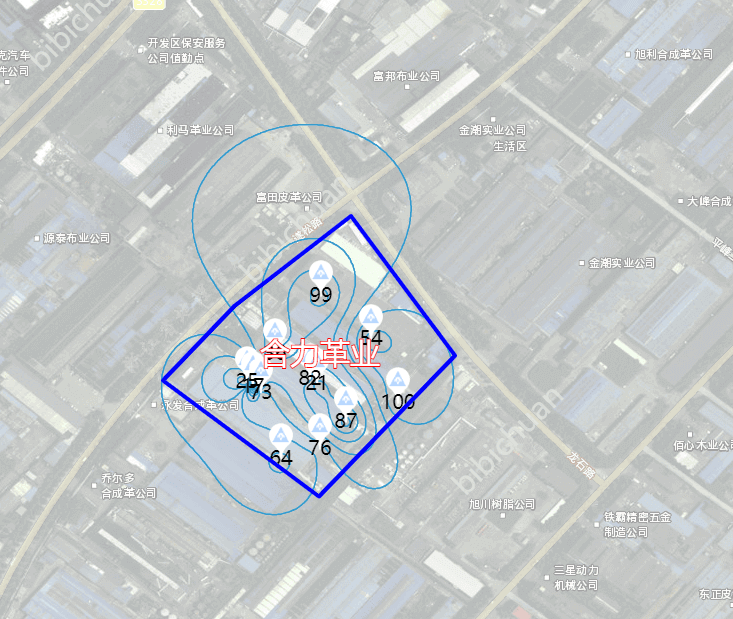 克汽车
件公司
开发区保安服务
公司值勤点
旭利合成革公司
富邦布业公司
利马革业公司
金潮实业公司
生活区
富田皮革公司
大峰合成
源泰布业公司
平峰
金潮实业公司
99
54
合力革业
25
73
82
21
100
永发合成革公司
87
76
64
佰心木业公司
龙石路
乔尔多
合成革公司
旭川树脂公司
铁霸精密五金
制造公司
三星动力
机械公司
东正皮
bibichua
bibichuan
bibichua